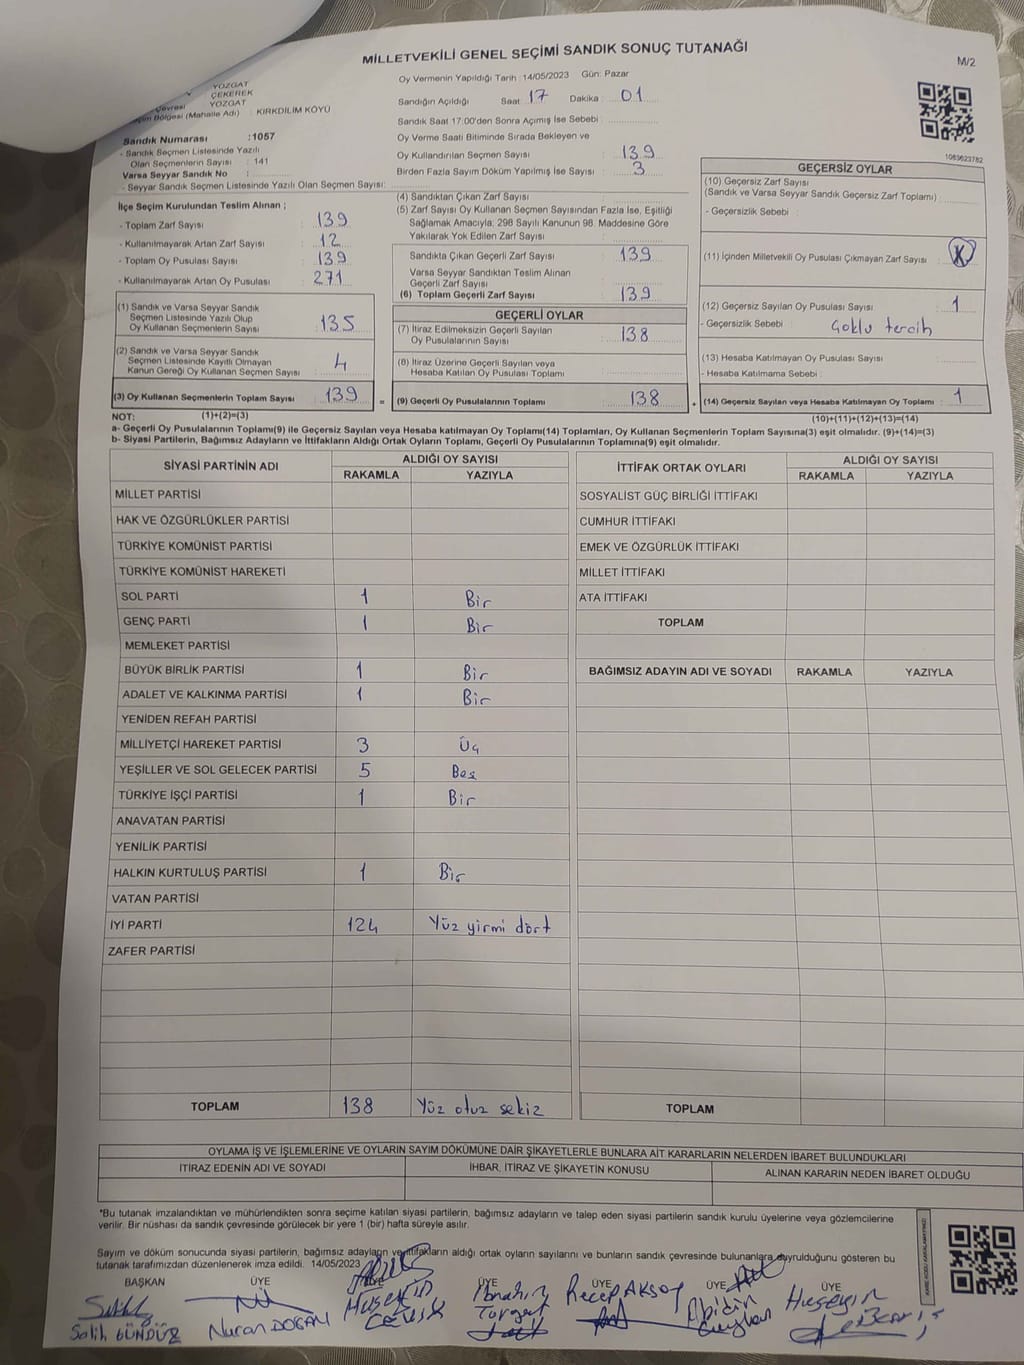 MİLLETVEKİLİ GENEL SEÇİMİ SANDIK SONUÇ TUTANAĞI
M/2
YOZGAT
ÇEKEREK
YOZGAT
Seçim Bölgesi (Mahalle Adı) : KIRKDİLİM KÖYÜ
Sandık Numarası :1057
- Sandık Seçmen Listesinde Yazılı
Olan Seçmenlerin Sayısı : 141
Varsa Seyyar Sandık No :
- Seyyar Sandık Seçmen Listesinde Yazılı Olan Seçmen Sayısı:
Oy Vermenin Yapıldığı Tarih : 14/05/2023 Gün: Pazar
Sandığın Açıldığı Saat 17 Dakika : 01
Sandık Saat 17:00'den Sonra Açımış İse Sebebi :
Oy Verme Saati Bitiminde Sırada Bekleyen ve
Oy Kullandırılan Seçmen Sayısı : 139
Birden Fazla Sayım Döküm Yapılmış İse Sayısı : 3
İlçe Seçim Kurulundan Teslim Alınan ;
- Toplam Zarf Sayısı : 139
- Kullanılmayarak Artan Zarf Sayısı : 12
- Toplam Oy Pusulası Sayısı : 139
- Kullanılmayarak Artan Oy Pusulası : 271
(1) Sandık ve Varsa Seyyar Sandık
Seçmen Listesinde Yazılı Olup
Oy Kullanan Seçmenlerin Sayısı : 135
(2) Sandık ve Varsa Seyyar Sandık
Seçmen Listesinde Kayıtlı Olmayan
Kanun Gereği Oy Kullanan Seçmen Sayısı : 4
(3) Oy Kullanan Seçmenlerin Toplam Sayısı : 139 =
(1)+(2)=(3)
(4) Sandıktan Çıkan Zarf Sayısı :
(5) Zarf Sayısı Oy Kullanan Seçmen Sayısından Fazla İse, Eşitliği
Sağlamak Amacıyla; 298 Sayılı Kanunun 98. Maddesine Göre
Yakılarak Yok Edilen Zarf Sayısı :
Sandıkta Çıkan Geçerli Zarf Sayısı : 139
Varsa Seyyar Sandıktan Teslim Alınan
Geçerli Zarf Sayısı :
(6) Toplam Geçerli Zarf Sayısı : 139
GEÇERLİ OYLAR
(7) İtiraz Edilmeksizin Geçerli Sayılan
Oy Pusulalarının Sayısı : 138
(8) İtiraz Üzerine Geçerli Sayılan veya
Hesaba Katılan Oy Pusulası Toplamı :
(9) Geçerli Oy Pusulalarının Toplamı : 138 +
1083623782
GEÇERSİZ OYLAR
(10) Geçersiz Zarf Sayısı
(Sandık ve Varsa Seyyar Sandık Geçersiz Zarf Toplamı) :
- Geçersizlik Sebebi :
(11) İçinden Milletvekili Oy Pusulası Çıkmayan Zarf Sayısı : X
(12) Geçersiz Sayılan Oy Pusulası Sayısı : 1
- Geçersizlik Sebebi : Çoklu tercih
(13) Hesaba Katılmayan Oy Pusulası Sayısı :
- Hesaba Katılmama Sebebi :
(14) Geçersiz Sayılan veya Hesaba Katılmayan Oy Toplamı : 1
(10)+(11)+(12)+(13)=(14)
NOT:
a- Geçerli Oy Pusulalarının Toplamı(9) ile Geçersiz Sayılan veya Hesaba katılmayan Oy Toplamı(14) Toplamları, Oy Kullanan Seçmenlerin Toplam Sayısına(3) eşit olmalıdır. (9)+(14)=(3)
b- Siyasi Partilerin, Bağımsız Adayların ve İttifakların Aldığı Ortak Oyların Toplamı, Geçerli Oy Pusulalarının Toplamına(9) eşit olmalıdır.
SİYASİ PARTİNİN ADI ALDIĞI OY SAYISI
RAKAMLA YAZIYLA
MİLLET PARTİSİ
HAK VE ÖZGÜRLÜKLER PARTİSİ
TÜRKİYE KOMÜNİST PARTİSİ
TÜRKİYE KOMÜNİST HAREKETİ
SOL PARTİ 1 Bir
GENÇ PARTİ 1 Bir
MEMLEKET PARTİSİ
BÜYÜK BİRLİK PARTİSİ 1 Bir
ADALET VE KALKINMA PARTİSİ 1 Bir
YENİDEN REFAH PARTİSİ
MİLLİYETÇİ HAREKET PARTİSİ 3 Üç
YEŞİLLER VE SOL GELECEK PARTİSİ 5 Beş
TÜRKİYE İŞÇİ PARTİSİ 1 Bir
ANAVATAN PARTİSİ
YENİLİK PARTİSİ
HALKIN KURTULUŞ PARTİSİ 1 Bir
VATAN PARTİSİ
İYİ PARTİ 124 Yüz yirmi dört
ZAFER PARTİSİ
TOPLAM 138 Yüz otuz sekiz
İTTİFAK ORTAK OYLARI ALDIĞI OY SAYISI
RAKAMLA YAZIYLA
SOSYALİST GÜÇ BİRLİĞİ İTTİFAKI
CUMHUR İTTİFAKI
EMEK VE ÖZGÜRLÜK İTTİFAKI
MİLLET İTTİFAKI
ATA İTTİFAKI
TOPLAM
BAĞIMSIZ ADAYIN ADI VE SOYADI RAKAMLA YAZIYLA
TOPLAM
OYLAMA İŞ VE İŞLEMLERİNE VE OYLARIN SAYIM DÖKÜMÜNE DAİR ŞİKAYETLERLE BUNLARA AİT KARARLARIN NELERDEN İBARET BULUNDUKLARI
İTİRAZ EDENİN ADI VE SOYADI İHBAR, İTİRAZ VE ŞİKAYETİN KONUSU ALINAN KARARIN NEDEN İBARET OLDUĞU
*Bu tutanak imzalandıktan ve mühürlendikten sonra seçime katılan siyasi partilerin, bağımsız adayların ve talep eden siyasi partilerin sandık kurulu üyelerine veya gözlemcilerine
verilir. Bir nüshası da sandık çevresinde görülecek bir yere 1 (bir) hafta süreyle asılır.
Sayım ve döküm sonucunda siyasi partilerin, bağımsız adayların ve ittifakların aldığı ortak oyların sayılarını ve bunların sandık çevresinde bulunanlara duyrulduğunu gösteren bu
tutanak tarafımızdan düzenlenerek imza edildi. 14/05/2023
BAŞKAN ÜYE ÜYE ÜYE ÜYE ÜYE
Salih GÜNDÜZ
Nuran DOGAN
Hüseyin ÇEVİK
İbrahim Turgut
Recep AKSOY
Abidin Ceyhan
Hüseyin